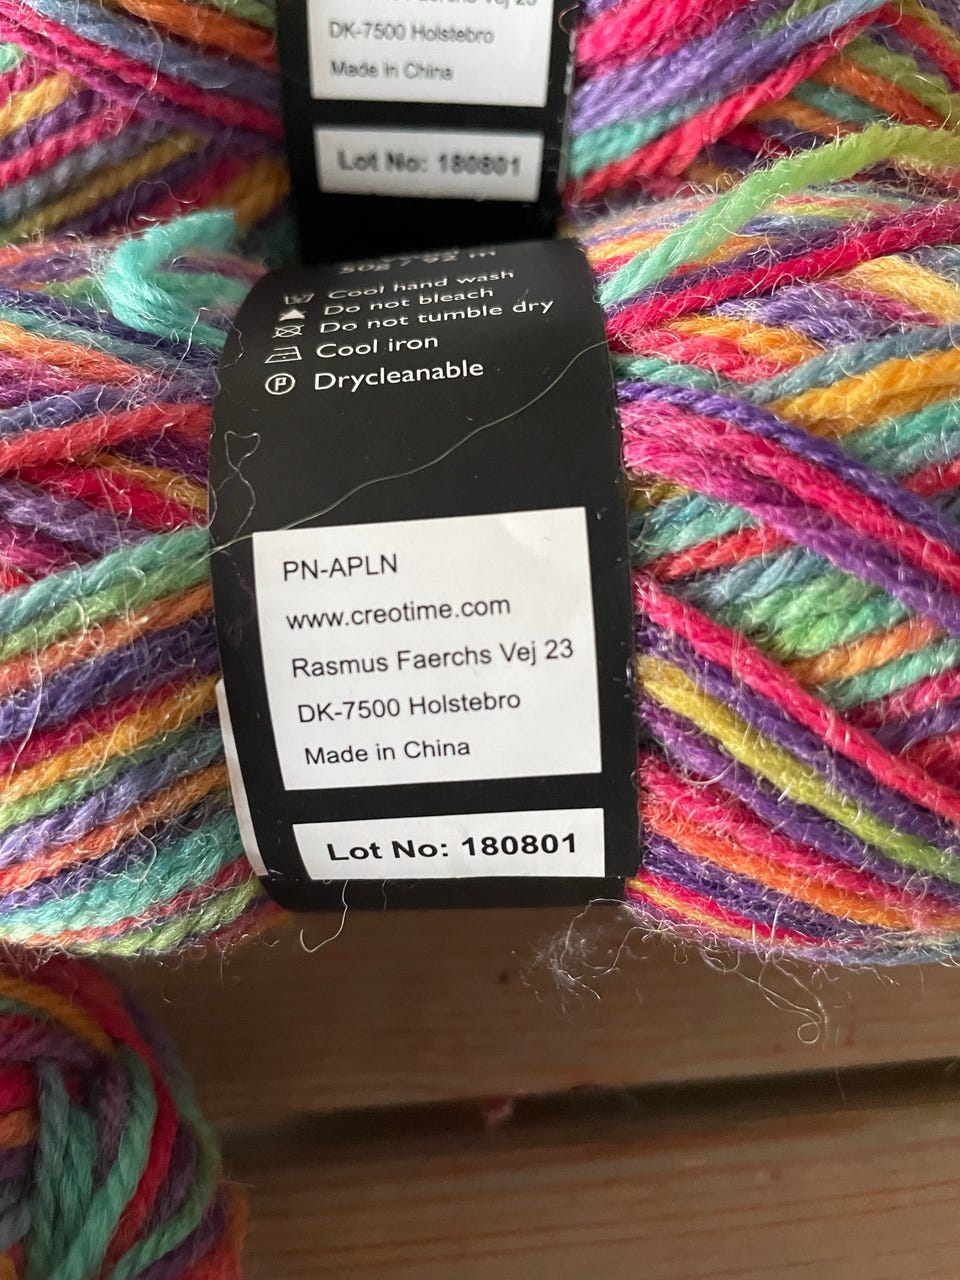 DK-7500 Holstebro
Made in China
Lot No: 180801
50g / 92 m
Cool hand wash
Do not bleach
Do not tumble dry
Cool iron
P Drycleanable
PN-APLN
www.creotime.com
Rasmus Faerchs Vej 23
DK-7500 Holstebro
Made in China
Lot No: 180801